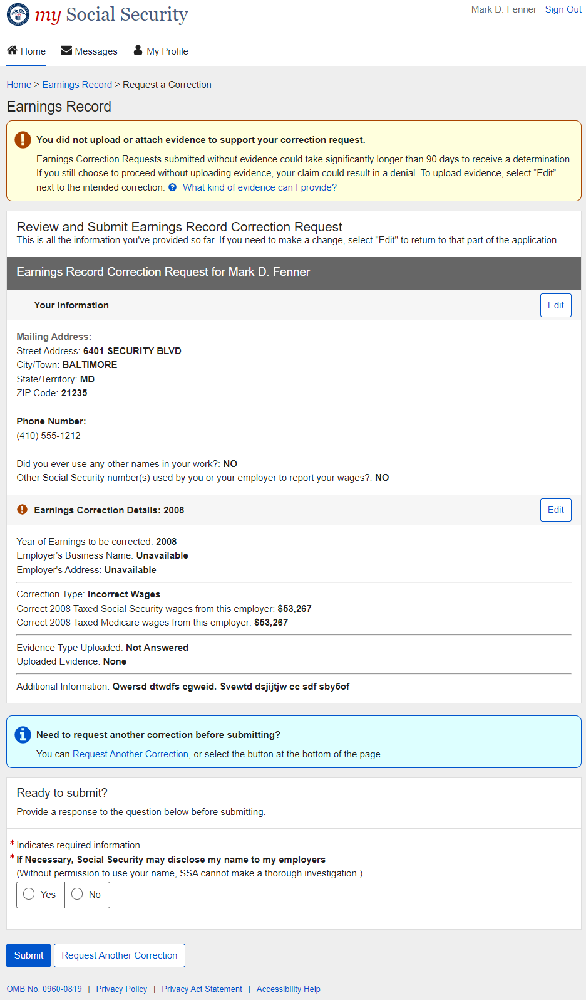 my Social Security
Mark D. Fenner Sign Out
Home Messages My Profile
Home > Earnings Record > Request a Correction
Earnings Record
You did not upload or attach evidence to support your correction request.
Earnings Correction Requests submitted without evidence could take significantly longer than 90 days to receive a determination.
If you still choose to proceed without uploading evidence, your claim could result in a denial. To upload evidence, select “Edit”
next to the intended correction. What kind of evidence can I provide?
Review and Submit Earnings Record Correction Request
This is all the information you've provided so far. If you need to make a change, select "Edit" to return to that part of the application.
Earnings Record Correction Request for Mark D. Fenner
Your Information Edit
Mailing Address:
Street Address: 6401 SECURITY BLVD
City/Town: BALTIMORE
State/Territory: MD
ZIP Code: 21235
Phone Number:
(410) 555-1212
Did you ever use any other names in your work?: NO
Other Social Security number(s) used by you or your employer to report your wages?: NO
Earnings Correction Details: 2008 Edit
Year of Earnings to be corrected: 2008
Employer's Business Name: Unavailable
Employer's Address: Unavailable
Correction Type: Incorrect Wages
Correct 2008 Taxed Social Security wages from this employer: $53,267
Correct 2008 Taxed Medicare wages from this employer: $53,267
Evidence Type Uploaded: Not Answered
Uploaded Evidence: None
Additional Information: Qwersd dtwdfs cgweid. Svewtd dsjijtjw cc sdf sby5of
Need to request another correction before submitting?
You can Request Another Correction, or select the button at the bottom of the page.
Ready to submit?
Provide a response to the question below before submitting.
* Indicates required information
* If Necessary, Social Security may disclose my name to my employers
(Without permission to use your name, SSA cannot make a thorough investigation.)
Yes No
Submit Request Another Correction
OMB No. 0960-0819 | Privacy Policy | Privacy Act Statement | Accessibility Help